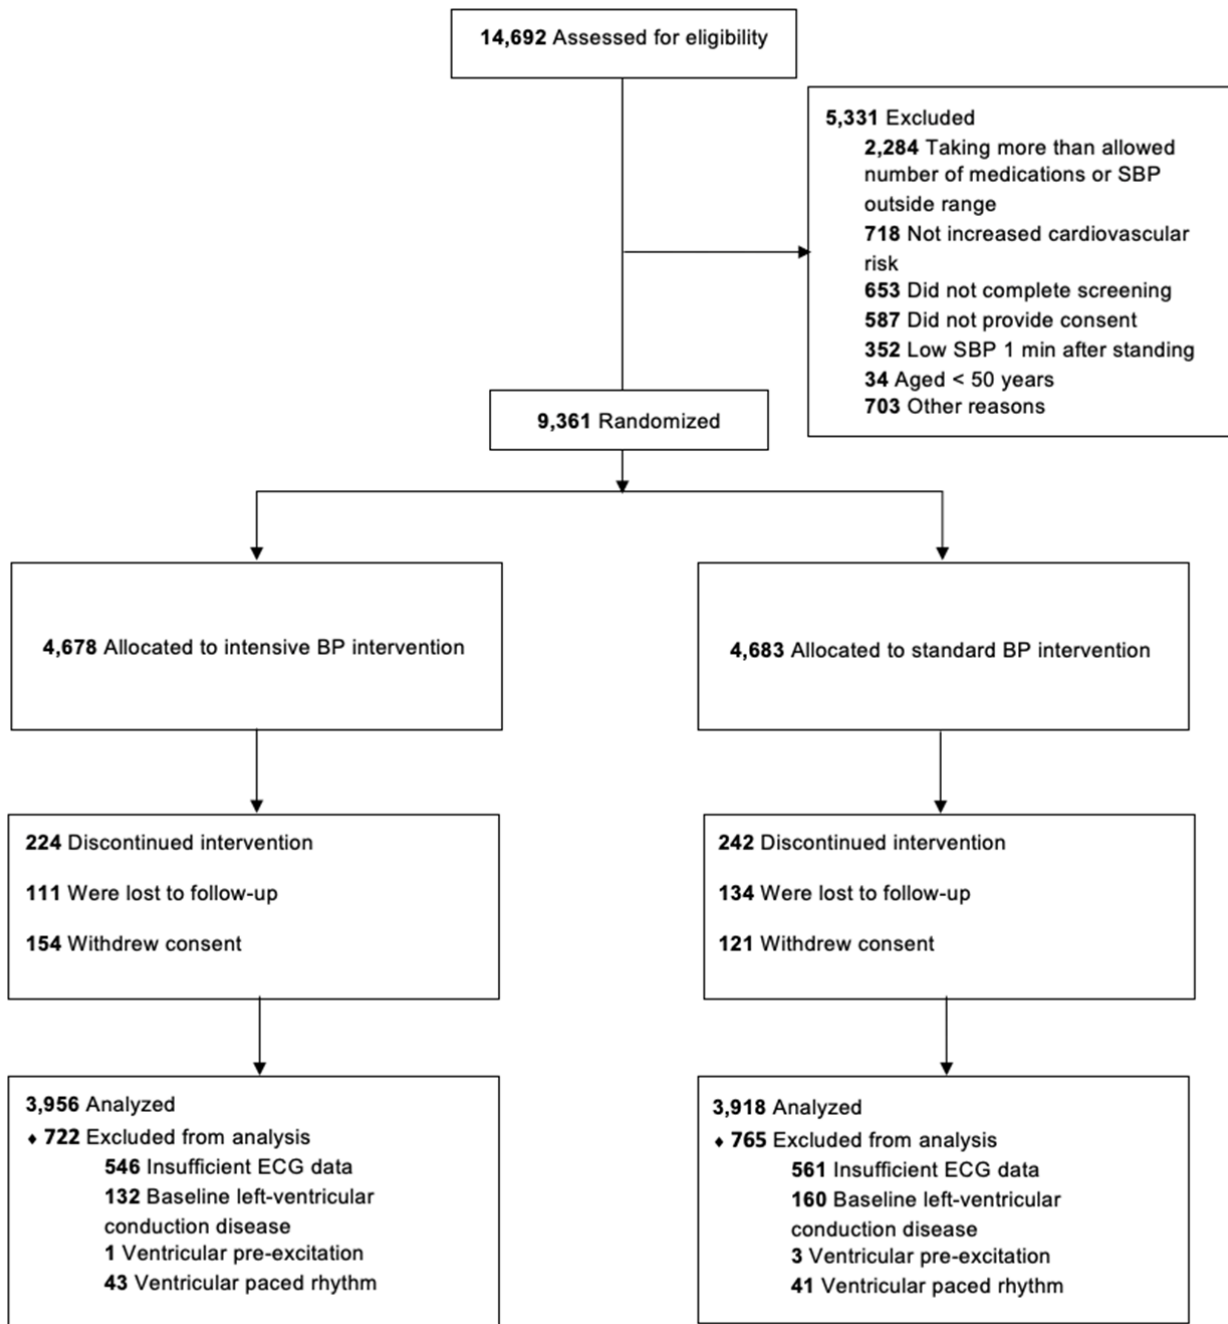 14,692 Assessed for eligibility
5,331 Excluded
2,284 Taking more than allowed
number of medications or SBP
outside range
718 Not increased cardiovascular
risk
653 Did not complete screening
587 Did not provide consent
352 Low SBP 1 min after standing
34 Aged < 50 years
703 Other reasons
9,361 Randomized
4,678 Allocated to intensive BP intervention
4,683 Allocated to standard BP intervention
224 Discontinued intervention
111 Were lost to follow-up
154 Withdrew consent
242 Discontinued intervention
134 Were lost to follow-up
121 Withdrew consent
3,956 Analyzed
♦ 722 Excluded from analysis
546 Insufficient ECG data
132 Baseline left-ventricular
conduction disease
1 Ventricular pre-excitation
43 Ventricular paced rhythm
3,918 Analyzed
♦ 765 Excluded from analysis
561 Insufficient ECG data
160 Baseline left-ventricular
conduction disease
3 Ventricular pre-excitation
41 Ventricular paced rhythm